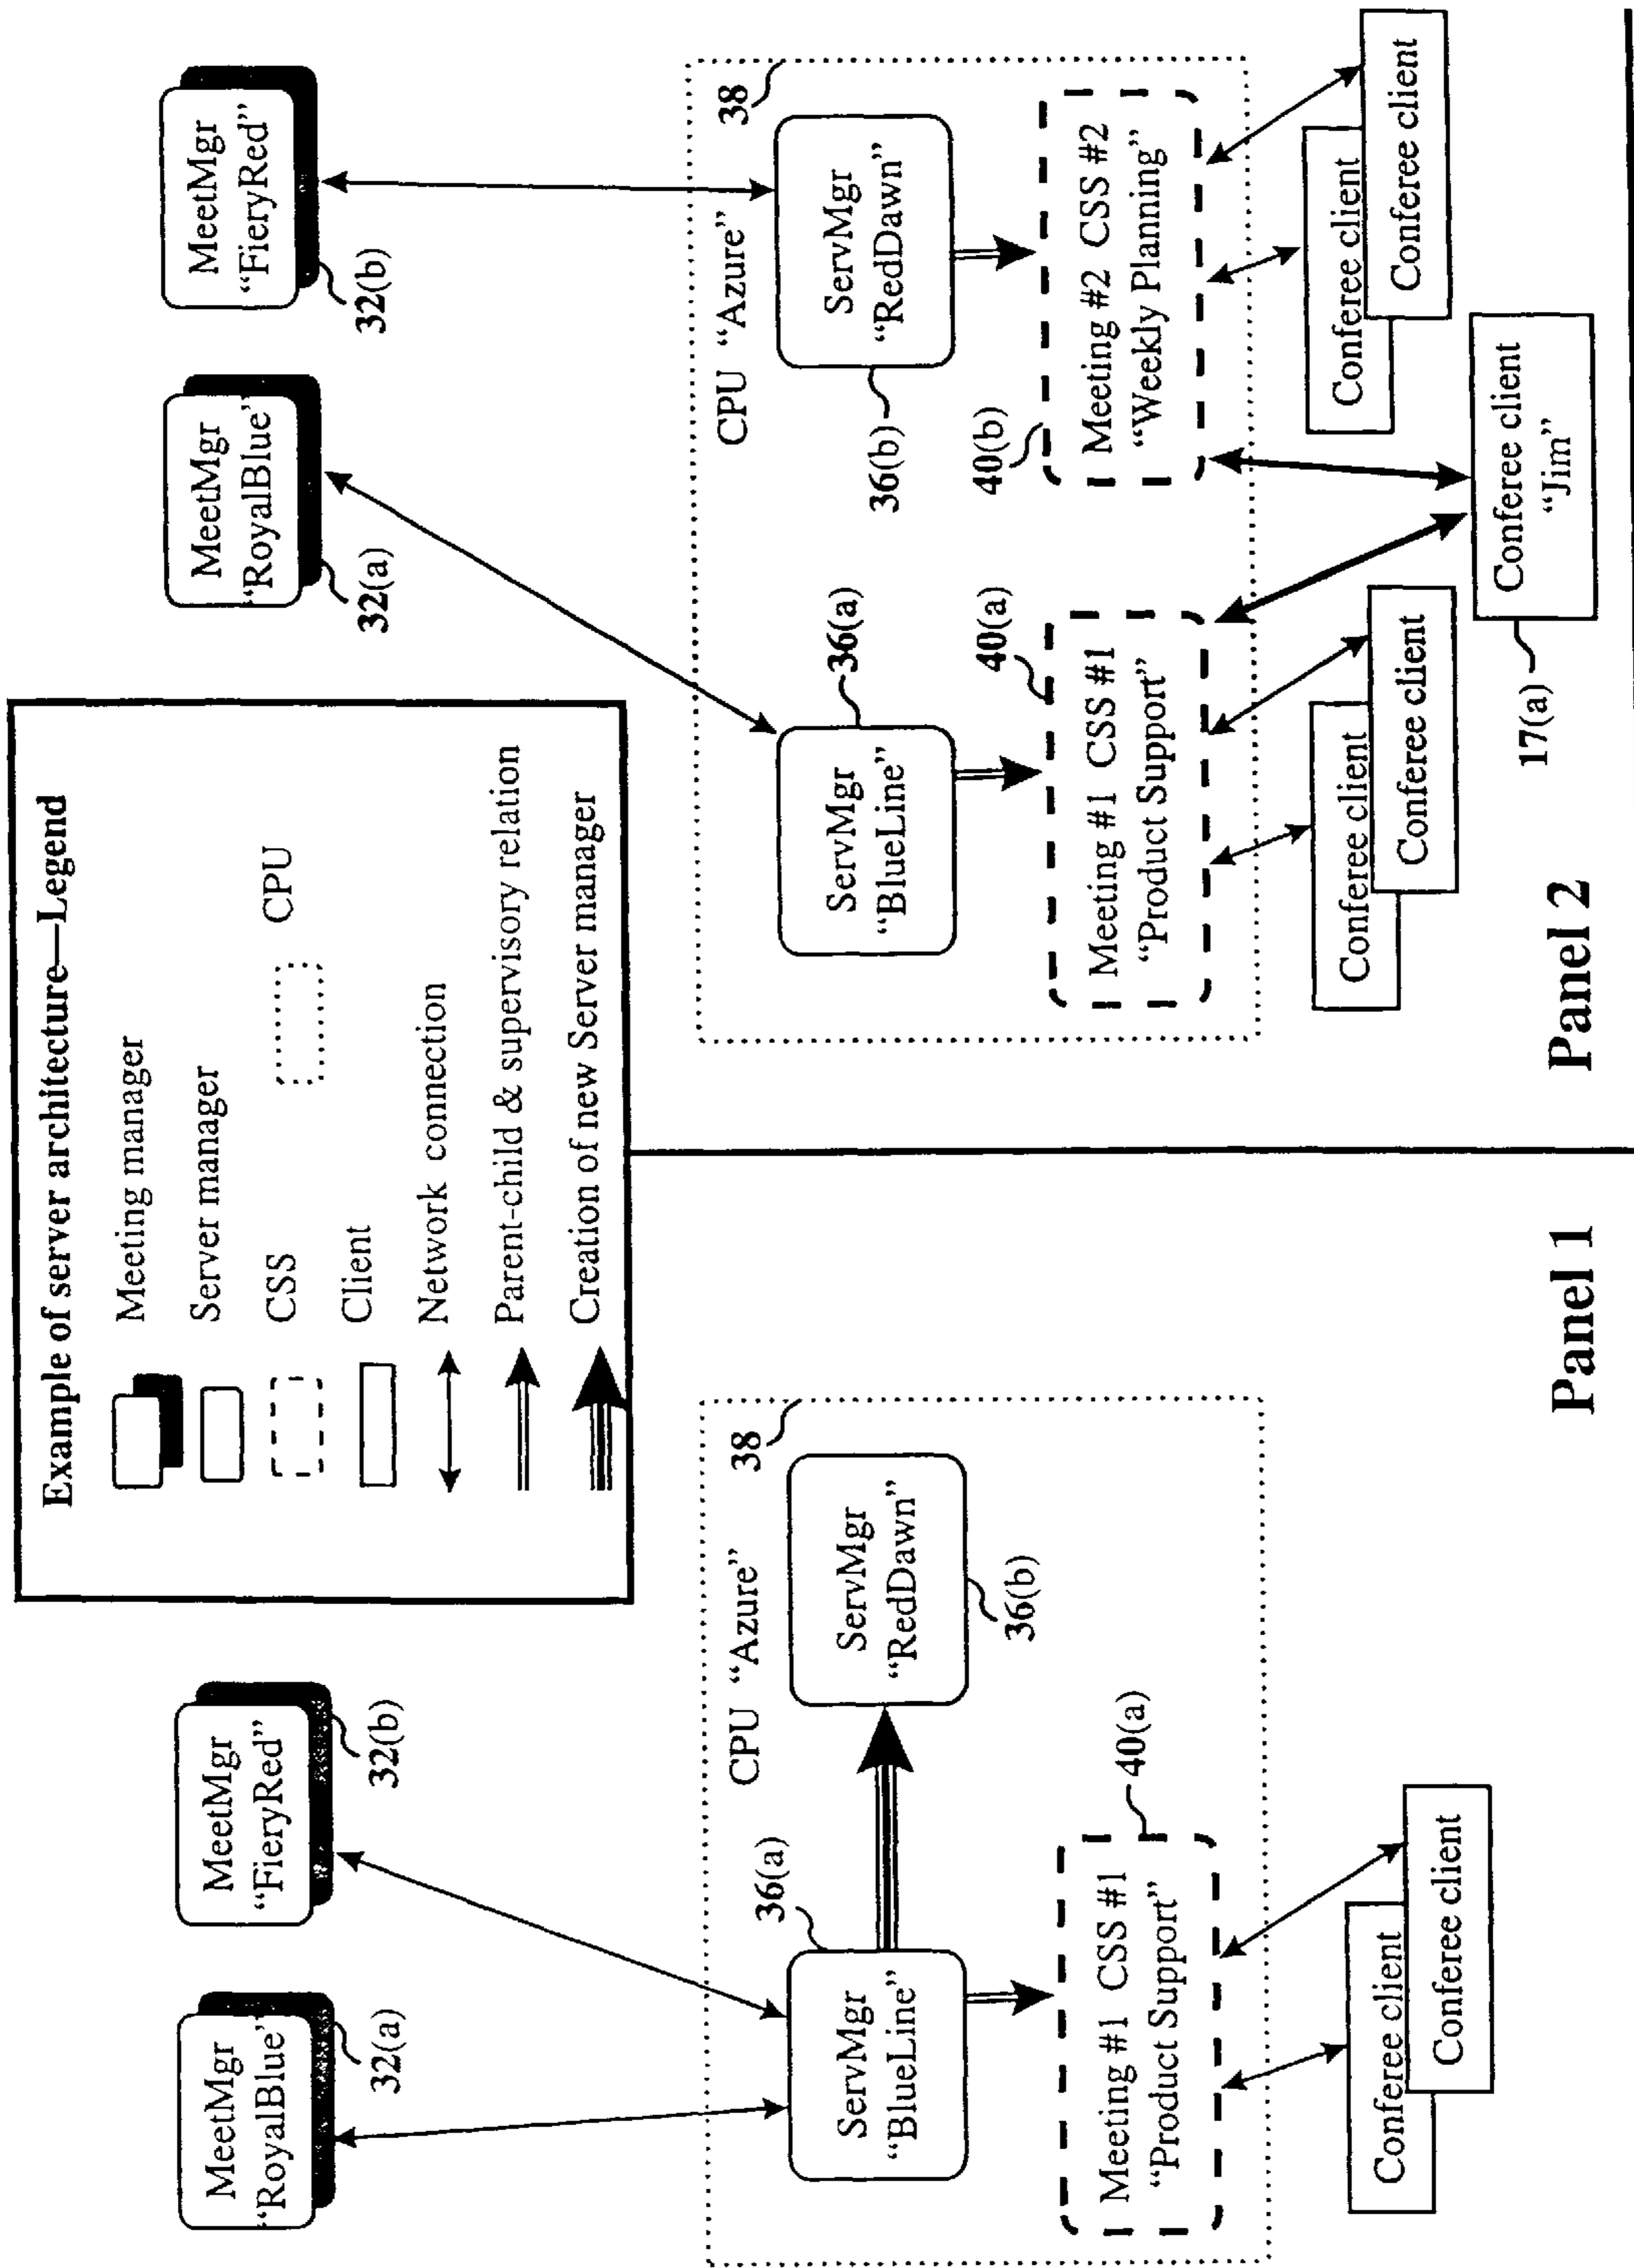 Example of server architecture—Legend
Meeting manager
Server manager
CSS
CPU
Client
Network connection
Parent-child & supervisory relation
Creation of new Server manager
MeetMgr
“RoyalBlue”
32(a)
MeetMgr
“FieryRed”
32(b)
CPU “Azure”
38
36(a)
ServMgr
“BlueLine”
ServMgr
“RedDawn”
36(b)
40(a)
Meeting #1 CSS #1
“Product Support”
Conferee client
Conferee client
Panel 1
MeetMgr
“RoyalBlue”
32(a)
MeetMgr
“FieryRed”
32(b)
CPU “Azure”
38
ServMgr
“BlueLine”
36(a)
ServMgr
“RedDawn”
36(b)
40(a)
Meeting #1 CSS #1
“Product Support”
40(b)
Meeting #2 CSS #2
“Weekly Planning”
Conferee client
Conferee client
Conferee client
Conferee client
Conferee client
“Jim”
17(a)
Panel 2